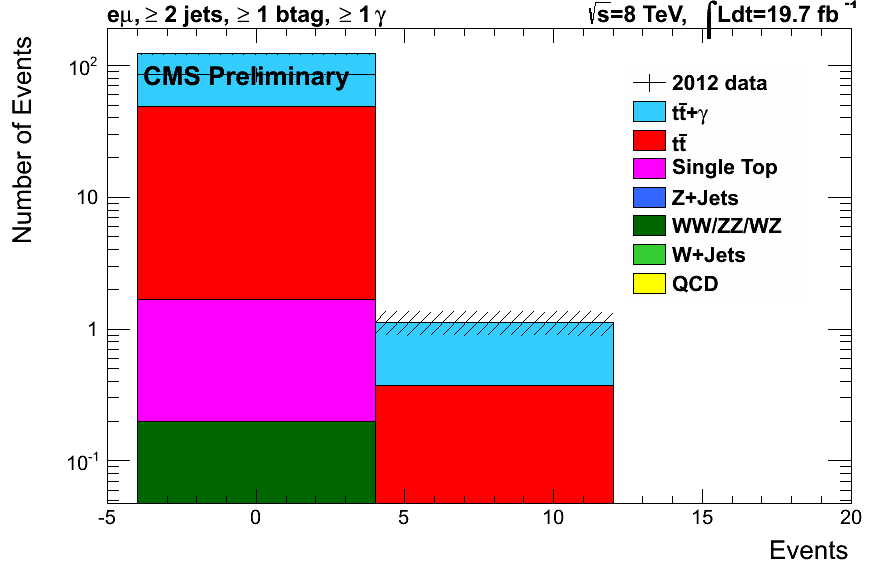 eμ, ≥ 2 jets, ≥ 1 btag, ≥ 1 γ
√s=8 TeV, ∫Ldt=19.7 fb⁻¹
Number of Events
10²
10
1
10⁻¹
CMS Preliminary
2012 data
tt̄+γ
tt̄
Single Top
Z+Jets
WW/ZZ/WZ
W+Jets
QCD
-5 0 5 10 15 20
Events